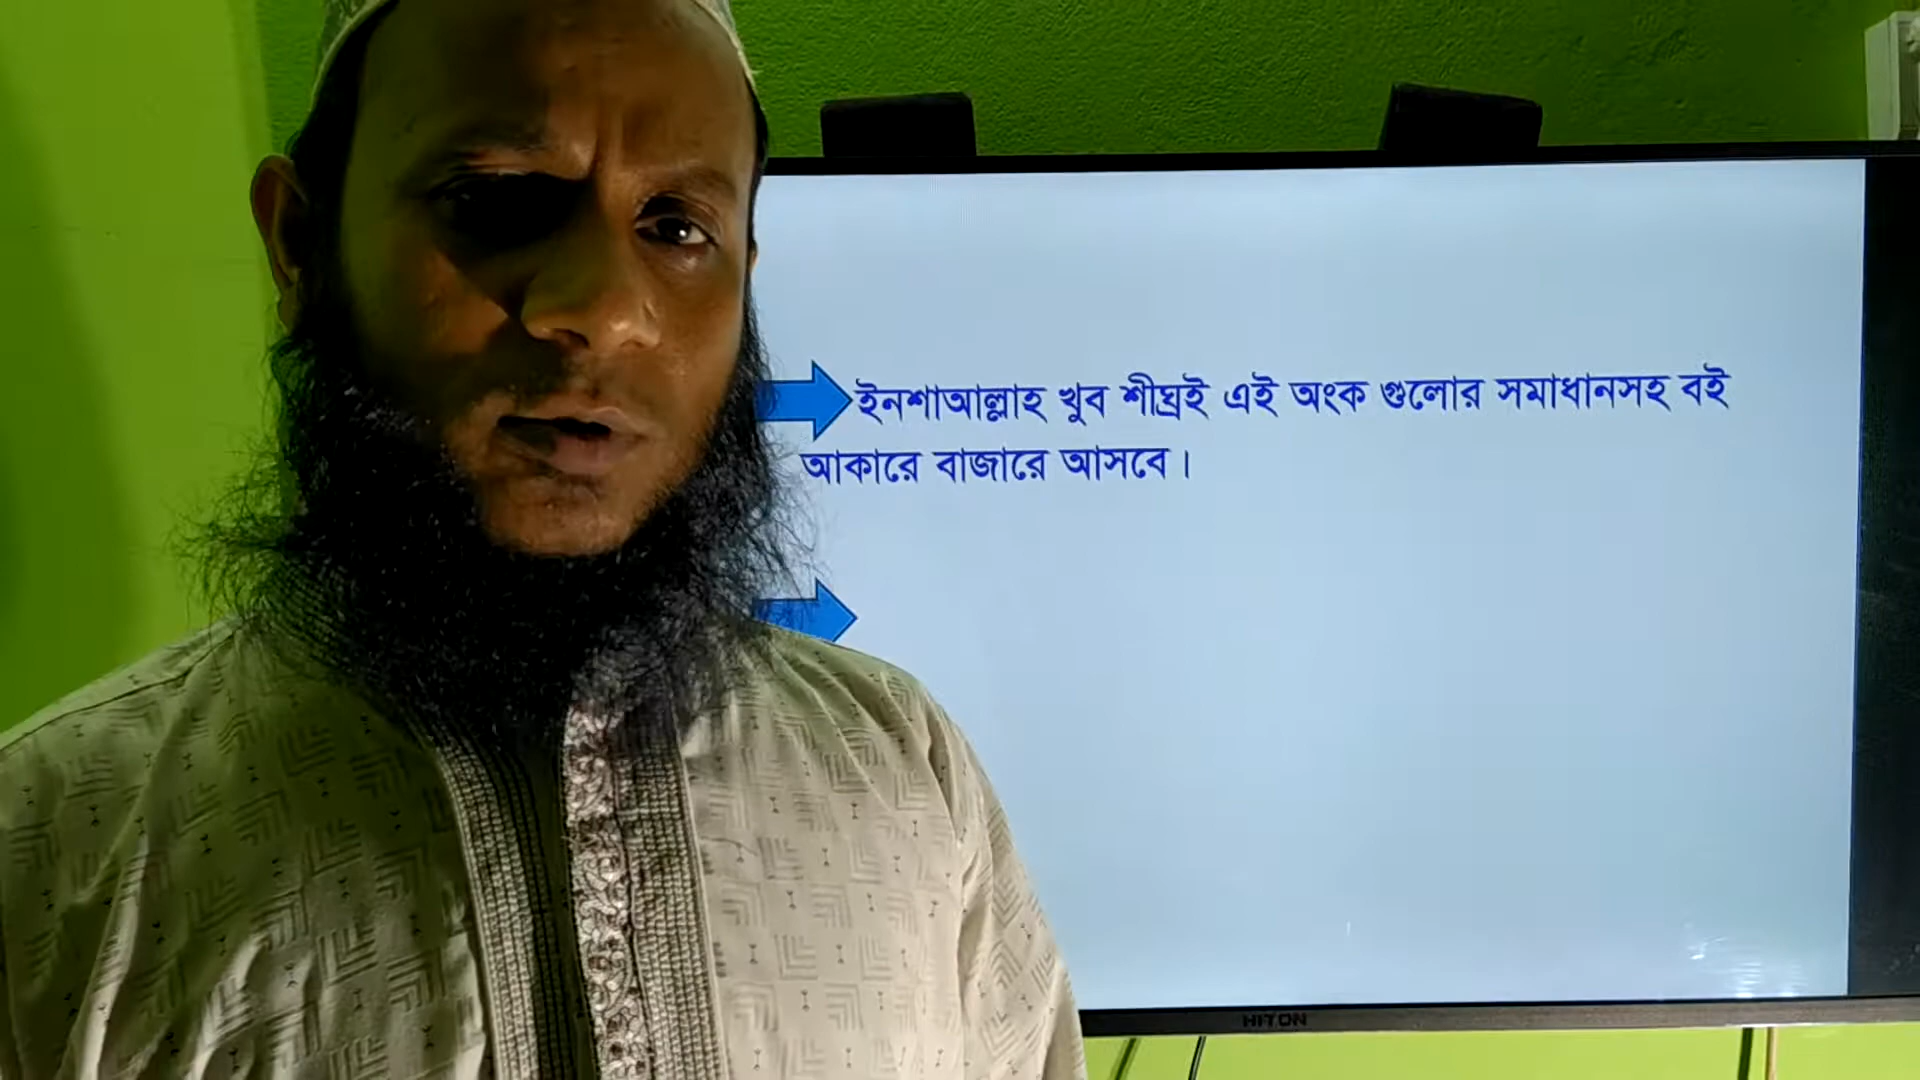 ইনশাআল্লাহ খুব শীঘ্রই এই অংক গুলোর সমাধানসহ বই
আকারে বাজারে আসবে।
HITON